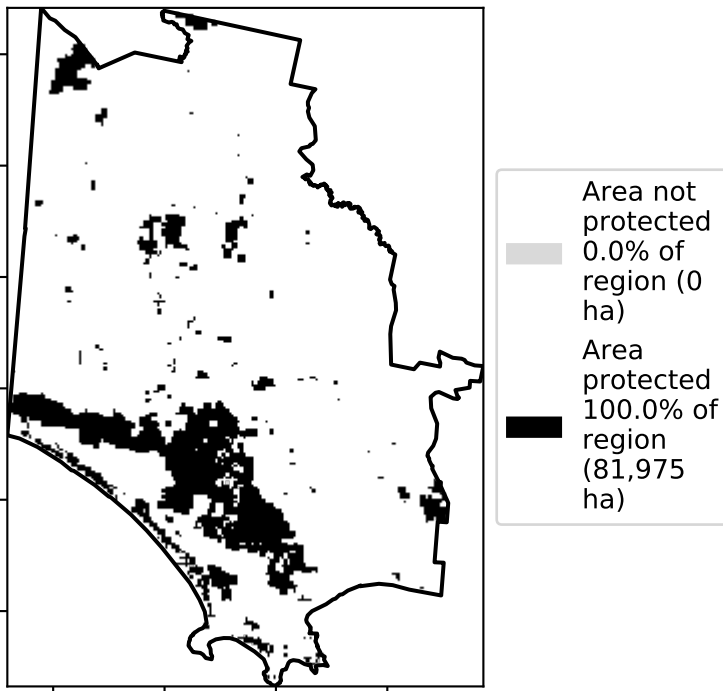 Area not
protected
0.0% of
region (0
ha)
Area
protected
100.0% of
region
(81,975
ha)